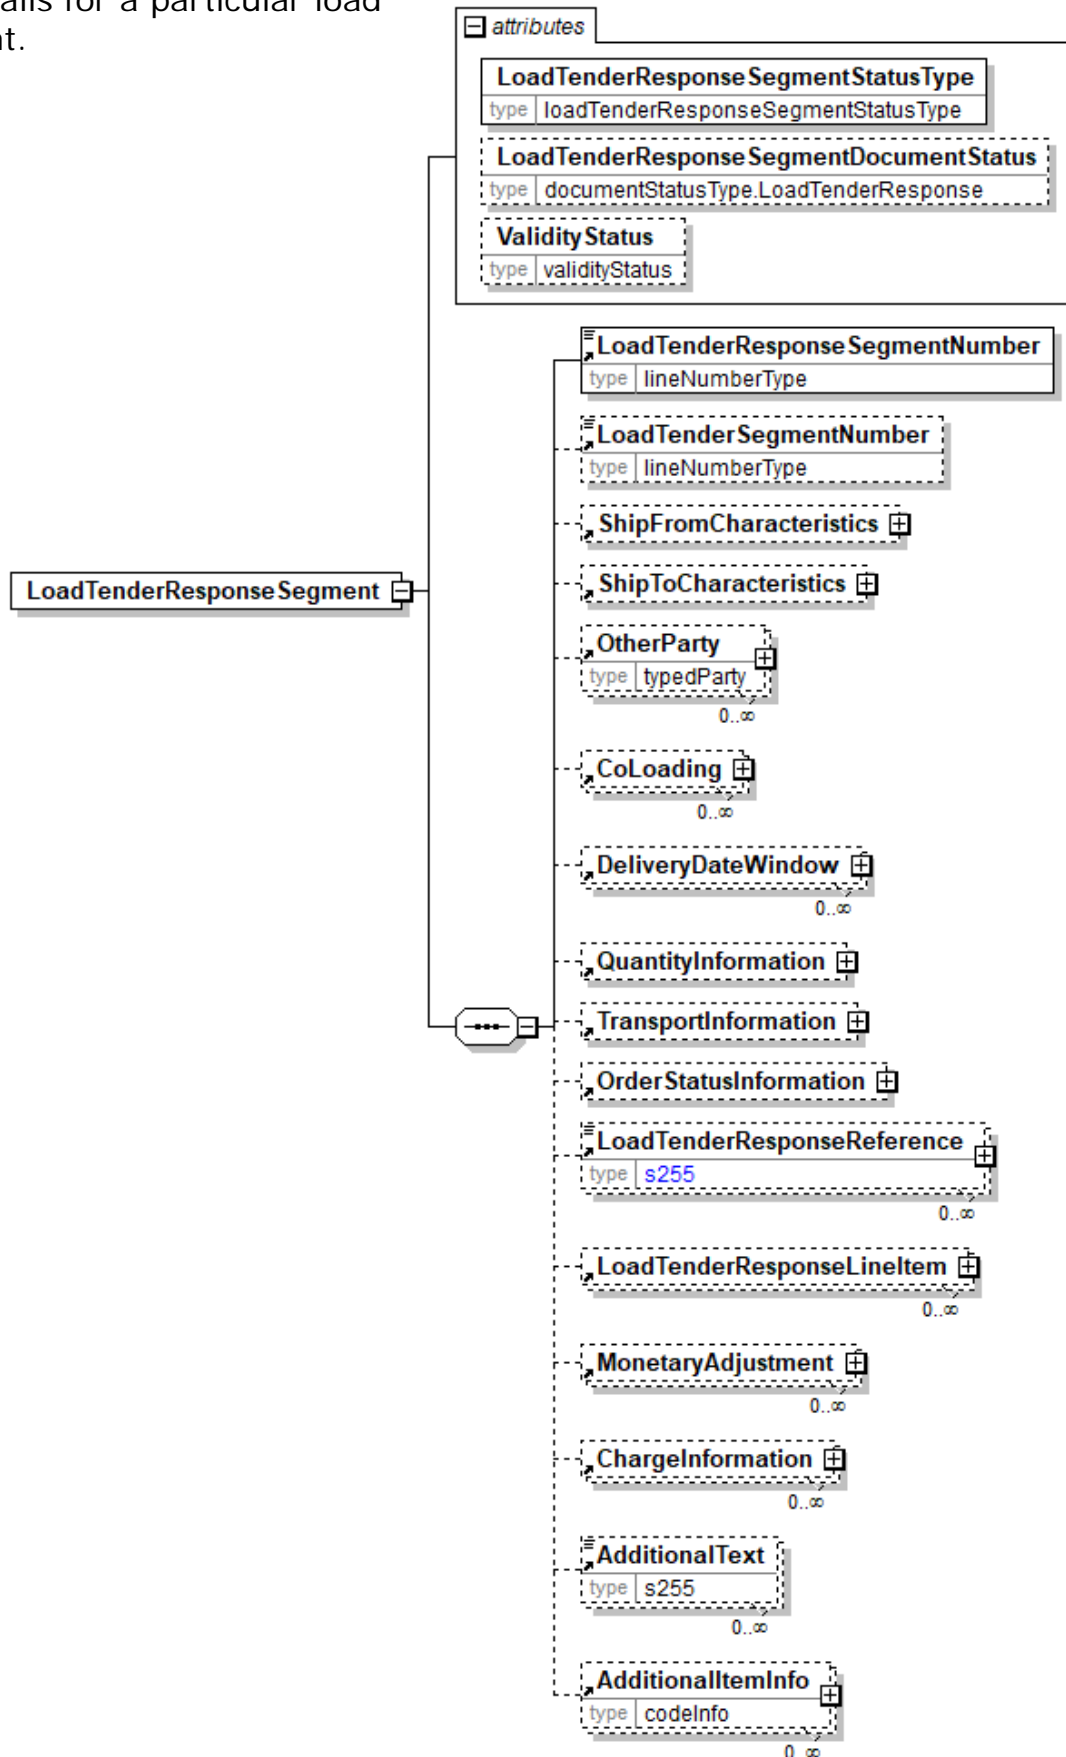 ails for a particular load
nt.
attributes
LoadTenderResponseSegmentStatusType
type loadTenderResponseSegmentStatusType
LoadTenderResponseSegmentDocumentStatus
type documentStatusType.LoadTenderResponse
ValidityStatus
type validityStatus
LoadTenderResponseSegmentNumber
type lineNumberType
LoadTenderSegmentNumber
type lineNumberType
ShipFromCharacteristics
LoadTenderResponseSegment
ShipToCharacteristics
OtherParty
type typedParty
0..∞
CoLoading
0..∞
DeliveryDateWindow
0..∞
QuantityInformation
TransportInformation
OrderStatusInformation
LoadTenderResponseReference
type s255
0..∞
LoadTenderResponseLineItem
0..∞
MonetaryAdjustment
0..∞
ChargeInformation
0..∞
AdditionalText
type s255
0..∞
AdditionalItemInfo
type codeInfo
0..∞